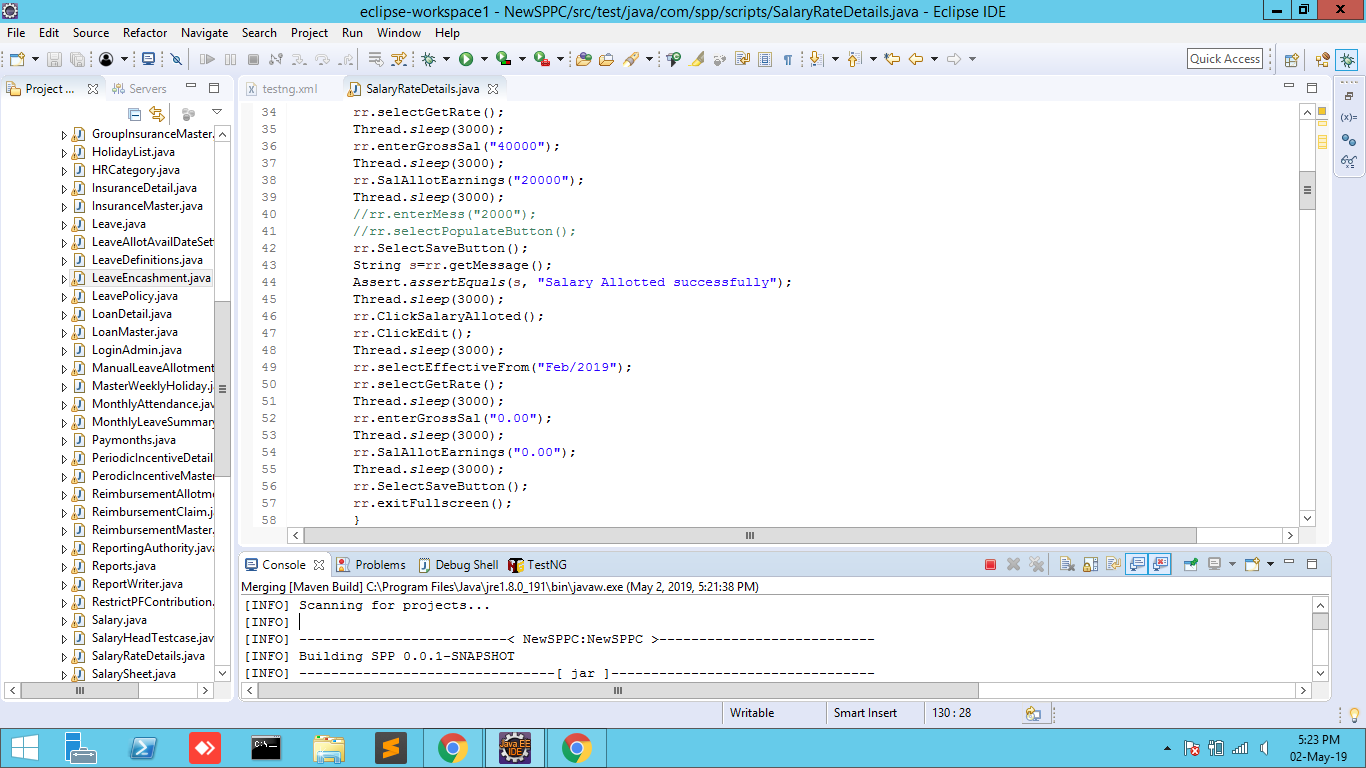 eclipse-workspace1 - NewSPPC/src/test/java/com/spp/scripts/SalaryRateDetails.java - Eclipse IDE
File Edit Source Refactor Navigate Search Project Run Window Help
Quick Access
Project ... Servers
testng.xml SalaryRateDetails.java
GroupInsuranceMaster.
HolidayList.java
HRCategory.java
InsuranceDetail.java
InsuranceMaster.java
Leave.java
LeaveAllotAvailDateSet
LeaveDefinitions.java
LeaveEncashment.java
LeavePolicy.java
LoanDetail.java
LoanMaster.java
LoginAdmin.java
ManualLeaveAllotment
MasterWeeklyHoliday.j
MonthlyAttendance.jav
MonthlyLeaveSummary
Paymonths.java
PeriodicIncentiveDetail
PerodicIncentiveMaster
ReimbursementAllotme
ReimbursementClaim.j
ReimbursementMaster.
ReportingAuthority.java
Reports.java
ReportWriter.java
RestrictPFContribution.
Salary.java
SalaryHeadTestcase.jav
SalaryRateDetails.java
SalarySheet.java
34 rr.selectGetRate();
35 Thread.sleep(3000);
36 rr.enterGrossSal("40000");
37 Thread.sleep(3000);
38 rr.SalAllotEarnings("20000");
39 Thread.sleep(3000);
40 //rr.enterMess("2000");
41 //rr.selectPopulateButton();
42 rr.SelectSaveButton();
43 String s=rr.getMessage();
44 Assert.assertEquals(s, "Salary Allotted successfully");
45 Thread.sleep(3000);
46 rr.ClickSalaryAlloted();
47 rr.ClickEdit();
48 Thread.sleep(3000);
49 rr.selectEffectiveFrom("Feb/2019");
50 rr.selectGetRate();
51 Thread.sleep(3000);
52 rr.enterGrossSal("0.00");
53 Thread.sleep(3000);
54 rr.SalAllotEarnings("0.00");
55 Thread.sleep(3000);
56 rr.SelectSaveButton();
57 rr.exitFullscreen();
58 }
(x)=
Console Problems Debug Shell TestNG
Merging [Maven Build] C:\Program Files\Java\jre1.8.0_191\bin\javaw.exe (May 2, 2019, 5:21:38 PM)
[INFO] Scanning for projects...
[INFO]
[INFO] --------------------------< NewSPPC:NewSPPC >---------------------------
[INFO] Building SPP 0.0.1-SNAPSHOT
[INFO] --------------------------------[ jar ]---------------------------------
Writable Smart Insert 130 : 28
Java EE
IDE
5:23 PM
02-May-19